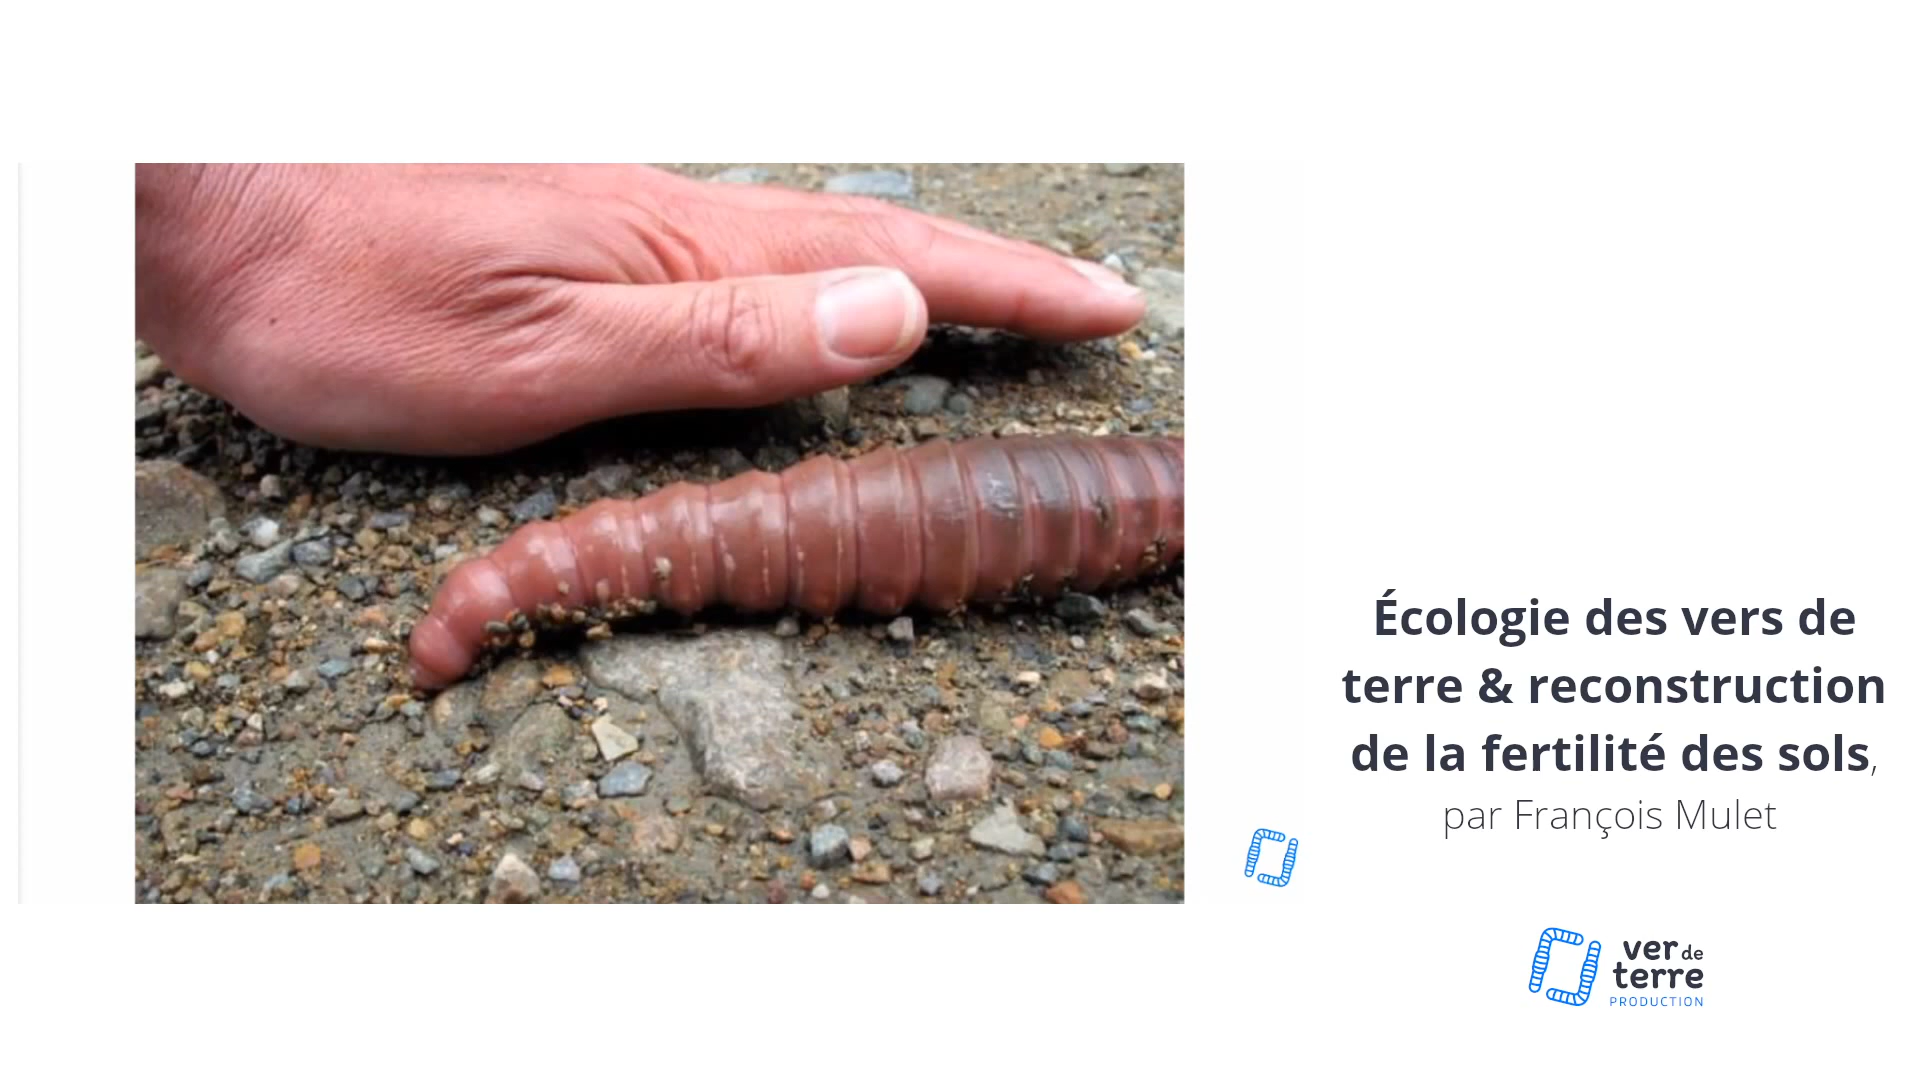 Écologie des vers de
terre & reconstruction
de la fertilité des sols,
par François Mulet
ver de
terre
PRODUCTION